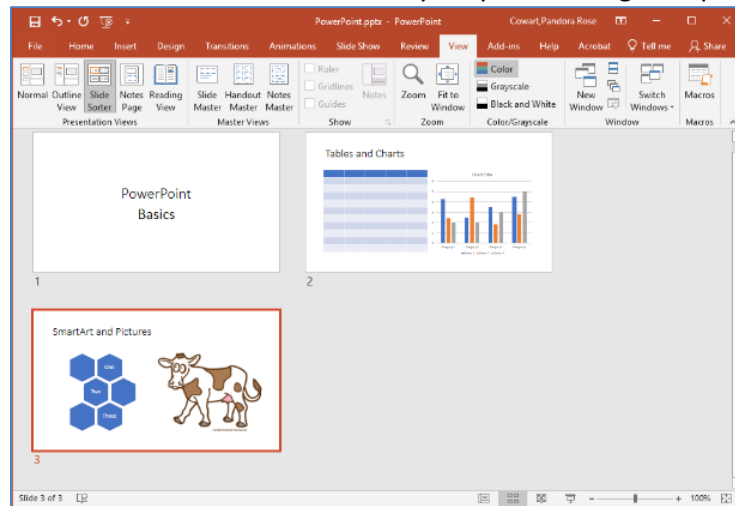 PowerPoint.pptx - PowerPoint
Cowart,Pandora Rose
File Home Insert Design Transitions Animations Slide Show Review View Add-ins Help Acrobat Tell me Share
Normal Outline View Slide Sorter Notes Page Reading View
Presentation Views
Slide Master Handout Master Notes Master
Master Views
Ruler
Gridlines
Guides
Notes
Show
Zoom Fit to Window
Zoom
Color
Grayscale
Black and White
Color/Grayscale
New Window
Switch Windows
Window
Macros
Macros
PowerPoint
Basics
1
Tables and Charts
Chart Title
2
SmartArt and Pictures
One
Two
Three
3
Slide 3 of 3
100%